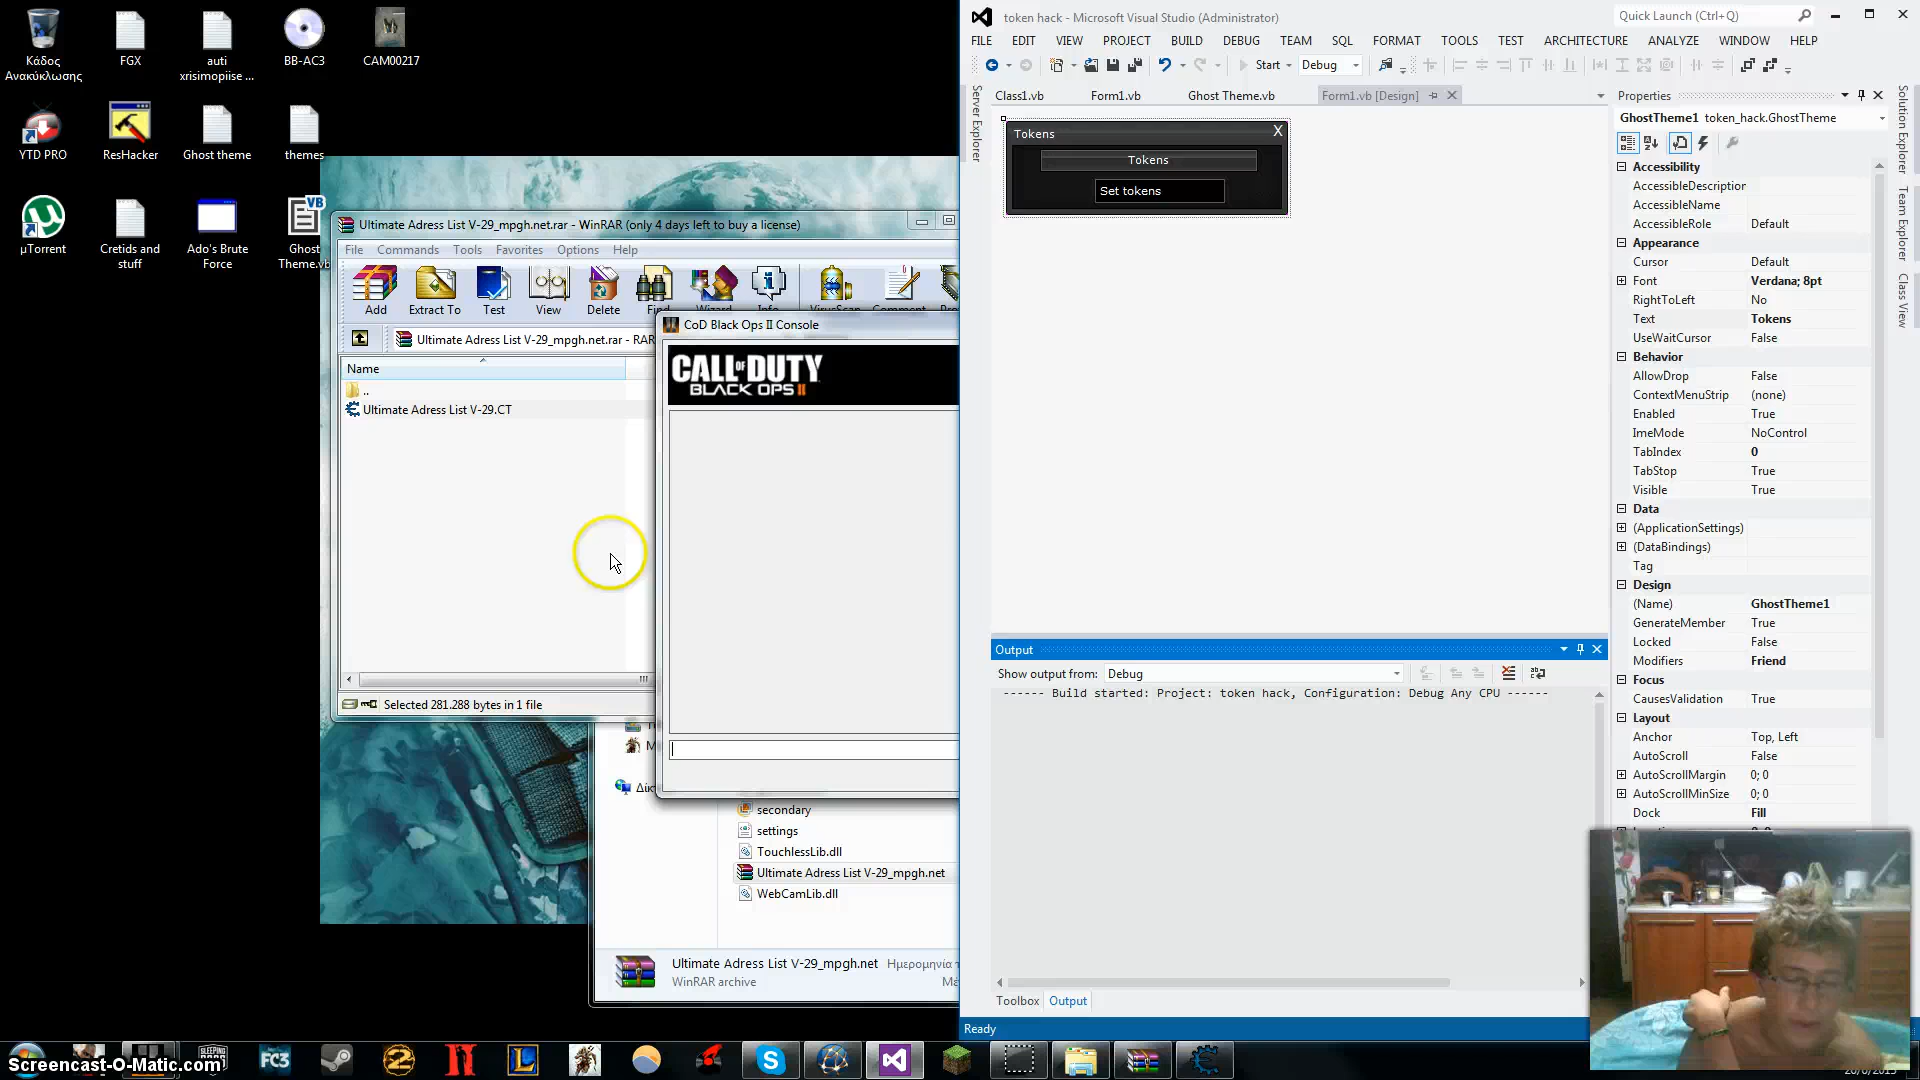 Κάδος
Ανακύκλωσης
FGX
auti
xrisimopiise ...
BB-AC3
CAM00217
YTD PRO
ResHacker
Ghost theme
themes
µTorrent
Cretids and
stuff
Ado's Brute
Force
VB
Ghost
Theme.vb
Ultimate Adress List V-29_mpgh.net.rar - WinRAR (only 4 days left to buy a license)
File Commands Tools Favorites Options Help
Add Extract To Test View Delete Find Wizard Info VirusScan Comment
Ultimate Adress List V-29_mpgh.net.rar - RAR
Name
..
Ultimate Adress List V-29.CT
Selected 281.288 bytes in 1 file
CoD Black Ops II Console
CALL OF DUTY
BLACK OPS II
secondary
settings
TouchlessLib.dll
Ultimate Adress List V-29_mpgh.net
WebCamLib.dll
Ultimate Adress List V-29_mpgh.net
WinRAR archive
token hack - Microsoft Visual Studio (Administrator)
Quick Launch (Ctrl+Q)
FILE EDIT VIEW PROJECT BUILD DEBUG TEAM SQL FORMAT TOOLS TEST ARCHITECTURE ANALYZE WINDOW HELP
Start Debug
Server Explorer
Class1.vb Form1.vb Ghost Theme.vb Form1.vb [Design]
Tokens X
Tokens
Set tokens
Output
Show output from: Debug
------ Build started: Project: token hack, Configuration: Debug Any CPU ------
Toolbox Output
Ready
Properties
GhostTheme1 token_hack.GhostTheme
Accessibility
AccessibleDescription
AccessibleName
AccessibleRole Default
Appearance
Cursor Default
Font Verdana; 8pt
RightToLeft No
Text Tokens
UseWaitCursor False
Behavior
AllowDrop False
ContextMenuStrip (none)
Enabled True
ImeMode NoControl
TabIndex 0
TabStop True
Visible True
Data
(ApplicationSettings)
(DataBindings)
Tag
Design
(Name) GhostTheme1
GenerateMember True
Locked False
Modifiers Friend
Focus
CausesValidation True
Layout
Anchor Top, Left
AutoScroll False
AutoScrollMargin 0; 0
AutoScrollMinSize 0; 0
Dock Fill
Solution Explorer
Team Explorer
Class View
SLEEPING DOGS
FC3
Screencast-O-Matic.com